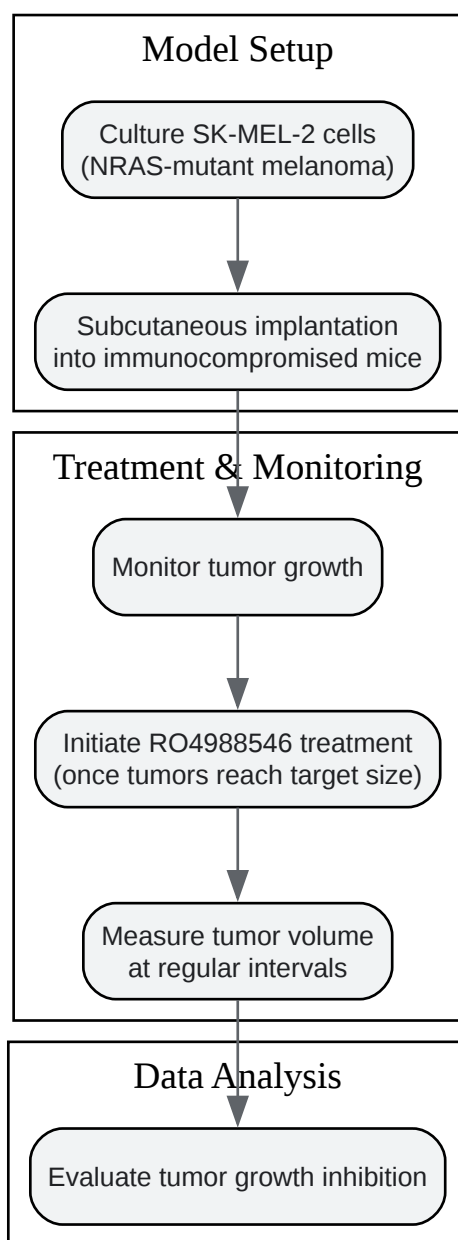 Model Setup
Culture SK-MEL-2 cells
(NRAS-mutant melanoma)
Subcutaneous implantation
into immunocompromised mice
Treatment & Monitoring
Monitor tumor growth
Initiate RO4988546 treatment
(once tumors reach target size)
Measure tumor volume
at regular intervals
Data Analysis
Evaluate tumor growth inhibition